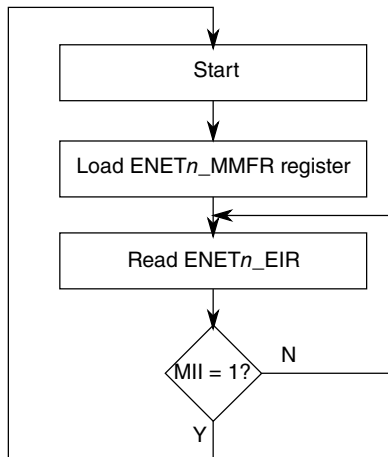 Start
Load ENETn_MMFR register
Read ENETn_EIR
MII = 1?
N
Y